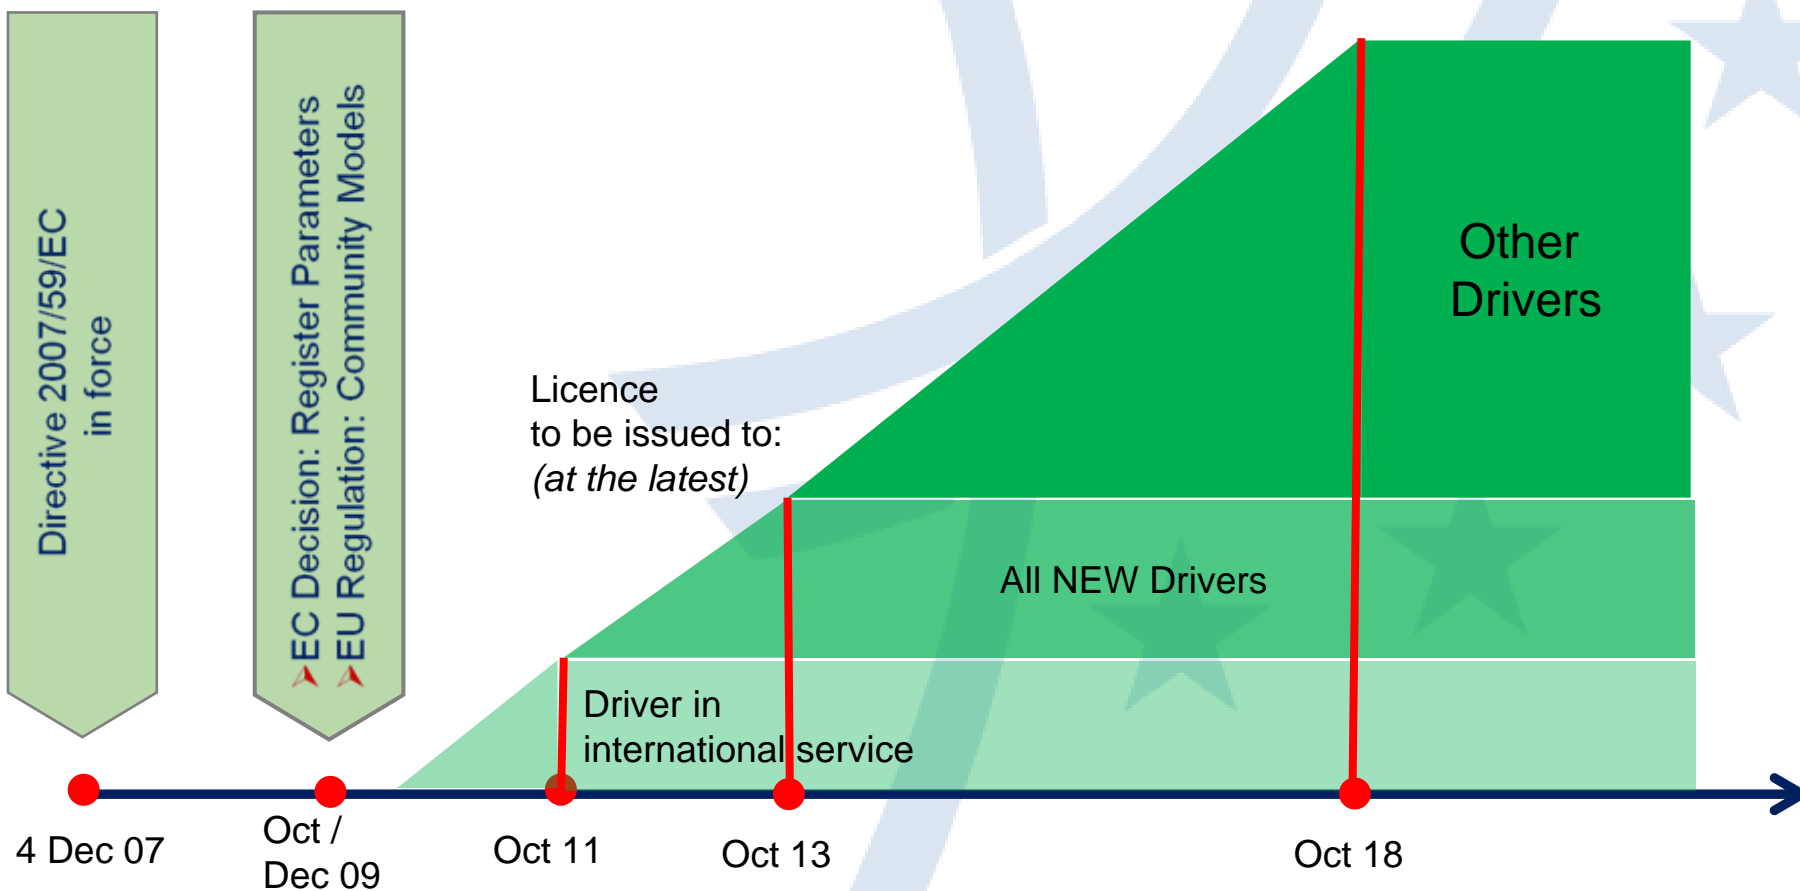 Directive 2007/59/EC
in force
EC Decision: Register Parameters
EU Regulation: Community Models
Licence
to be issued to:
(at the latest)
Other
Drivers
All NEW Drivers
Driver in
international service
4 Dec 07
Oct /
Dec 09
Oct 11
Oct 13
Oct 18